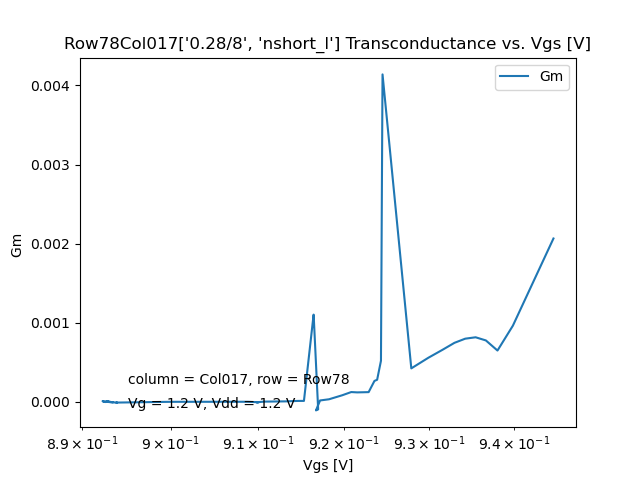 Row78Col017['0.28/8', 'nshort_l'] Transconductance vs. Vgs [V]
Gm
0.004
0.003
0.002
0.001
0.000
Gm
column = Col017, row = Row78
Vg = 1.2 V, Vdd = 1.2 V
8.9 × 10⁻¹ 9 × 10⁻¹ 9.1 × 10⁻¹ 9.2 × 10⁻¹ 9.3 × 10⁻¹ 9.4 × 10⁻¹
Vgs [V]